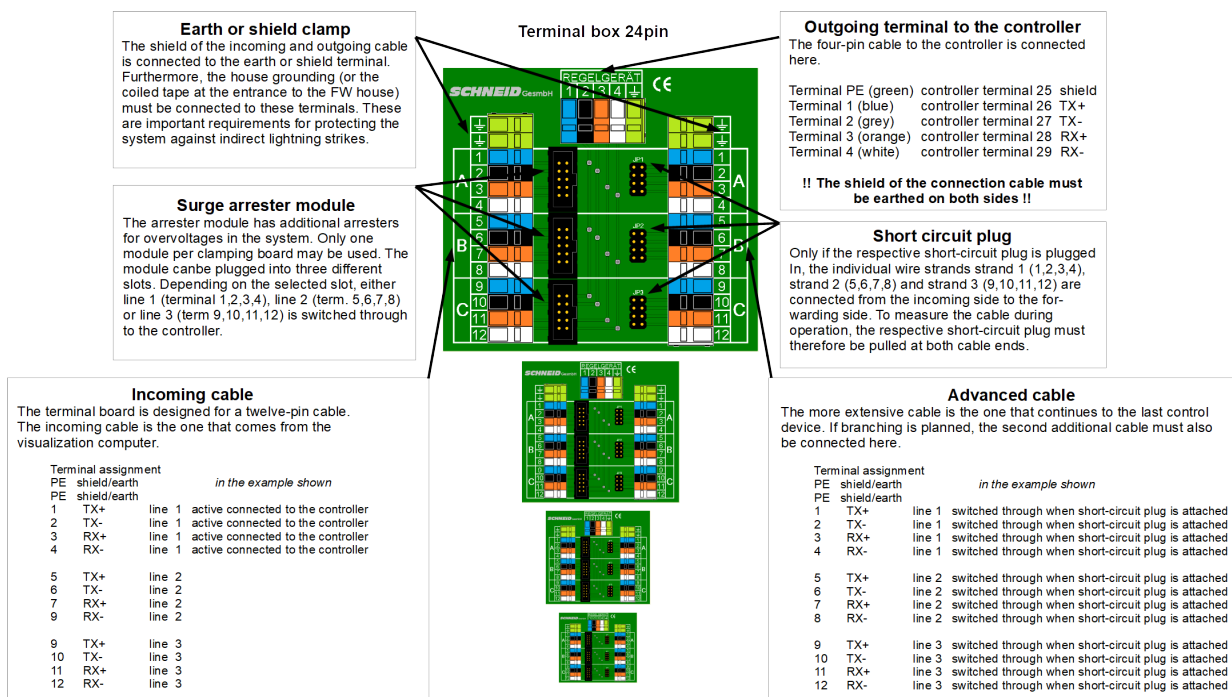 Terminal box 24pin
Earth or shield clamp
The shield of the incoming and outgoing cable
is connected to the earth or shield terminal.
Furthermore, the house grounding (or the
coiled tape at the entrance to the FW house)
must be connected to these terminals. These
are important requirements for protecting the
system against indirect lightning strikes.
Surge arrester module
The arrester module has additional arresters
for overvoltages in the system. Only one
module per clamping board may be used. The
module canbe plugged into three different
slots. Depending on the selected slot, either
line 1 (terminal 1,2,3,4), line 2 (term. 5,6,7,8)
or line 3 (term 9,10,11,12) is switched through
to the controller.
REGELGERÄT
1 2 3 4
SCHNEID GesmbH
CE
A
1
2
3
4
B
5
6
7
8
C
9
10
11
12
JP1
JP2
JP3
1
2
3
4
A
5
6
7
8
B
9
10
11
12
C
Outgoing terminal to the controller
The four-pin cable to the controller is connected
here.
Terminal PE (green) controller terminal 25 shield
Terminal 1 (blue) controller terminal 26 TX+
Terminal 2 (grey) controller terminal 27 TX-
Terminal 3 (orange) controller terminal 28 RX+
Terminal 4 (white) controller terminal 29 RX-
!! The shield of the connection cable must
be earthed on both sides !!
Short circuit plug
Only if the respective short-circuit plug is plugged
In, the individual wire strands strand 1 (1,2,3,4),
strand 2 (5,6,7,8) and strand 3 (9,10,11,12) are
connected from the incoming side to the for-
warding side. To measure the cable during
operation, the respective short-circuit plug must
therefore be pulled at both cable ends.
Incoming cable
The terminal board is designed for a twelve-pin cable.
The incoming cable is the one that comes from the
visualization computer.
Terminal assignment
PE shield/earth in the example shown
PE shield/earth
1 TX+ line 1 active connected to the controller
2 TX- line 1 active connected to the controller
3 RX+ line 1 active connected to the controller
4 RX- line 1 active connected to the controller
5 TX+ line 2
6 TX- line 2
7 RX+ line 2
9 RX- line 2
9 TX+ line 3
10 TX- line 3
11 RX+ line 3
12 RX- line 3
Advanced cable
The more extensive cable is the one that continues to the last control
device. If branching is planned, the second additional cable must also
be connected here.
Terminal assignment
PE shield/earth in the example shown
PE shield/earth
1 TX+ line 1 switched through when short-circuit plug is attached
2 TX- line 1 switched through when short-circuit plug is attached
3 RX+ line 1 switched through when short-circuit plug is attached
4 RX- line 1 switched through when short-circuit plug is attached
5 TX+ line 2 switched through when short-circuit plug is attached
6 TX- line 2 switched through when short-circuit plug is attached
7 RX+ line 2 switched through when short-circuit plug is attached
8 RX- line 2 switched through when short-circuit plug is attached
9 TX+ line 3 switched through when short-circuit plug is attached
10 TX- line 3 switched through when short-circuit plug is attached
11 RX+ line 3 switched through when short-circuit plug is attached
12 RX- line 3 switched through when short-circuit plug is attached